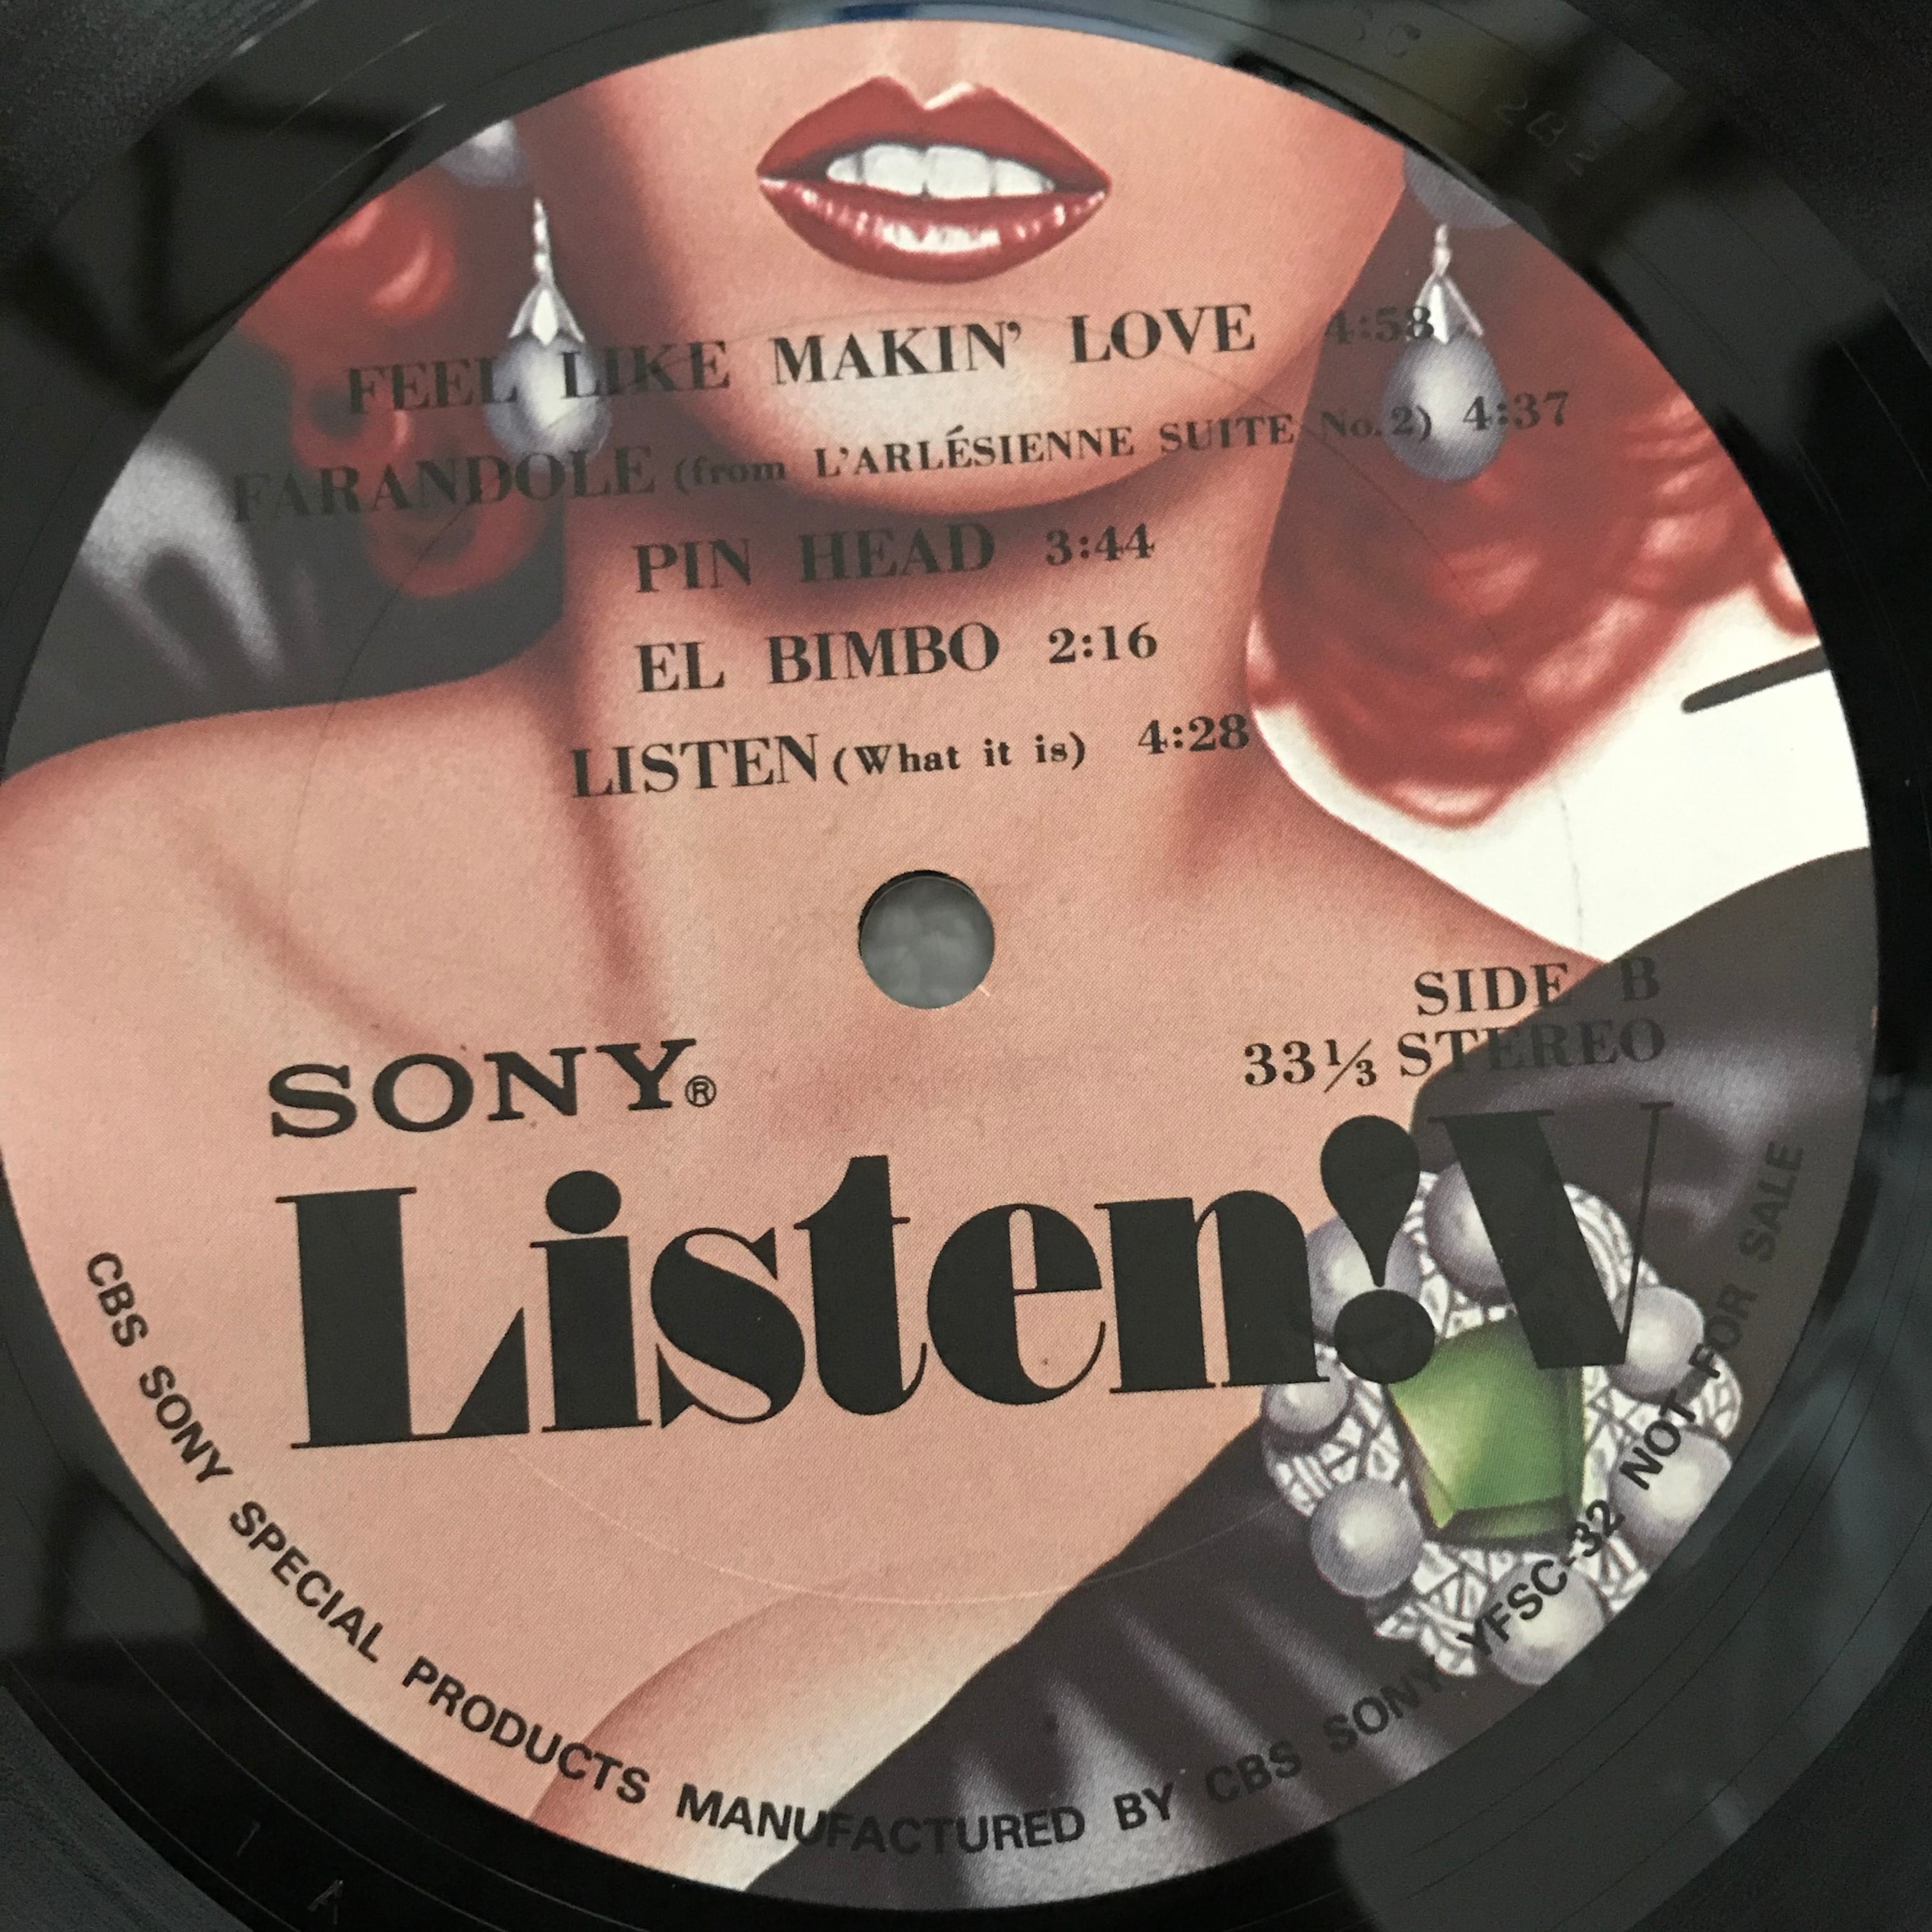 FEEL LIKE MAKIN' LOVE 4:58
FARANDOLE (from L'ARLÉSIENNE SUITE No.2) 4:37
PIN HEAD 3:44
EL BIMBO 2:16
LISTEN (What it is) 4:28
SIDE B
33⅓ STEREO
SONY®
Listen! V
CBS SONY SPECIAL PRODUCTS MANUFACTURED BY CBS SONY YFSC-32 NOT FOR SALE